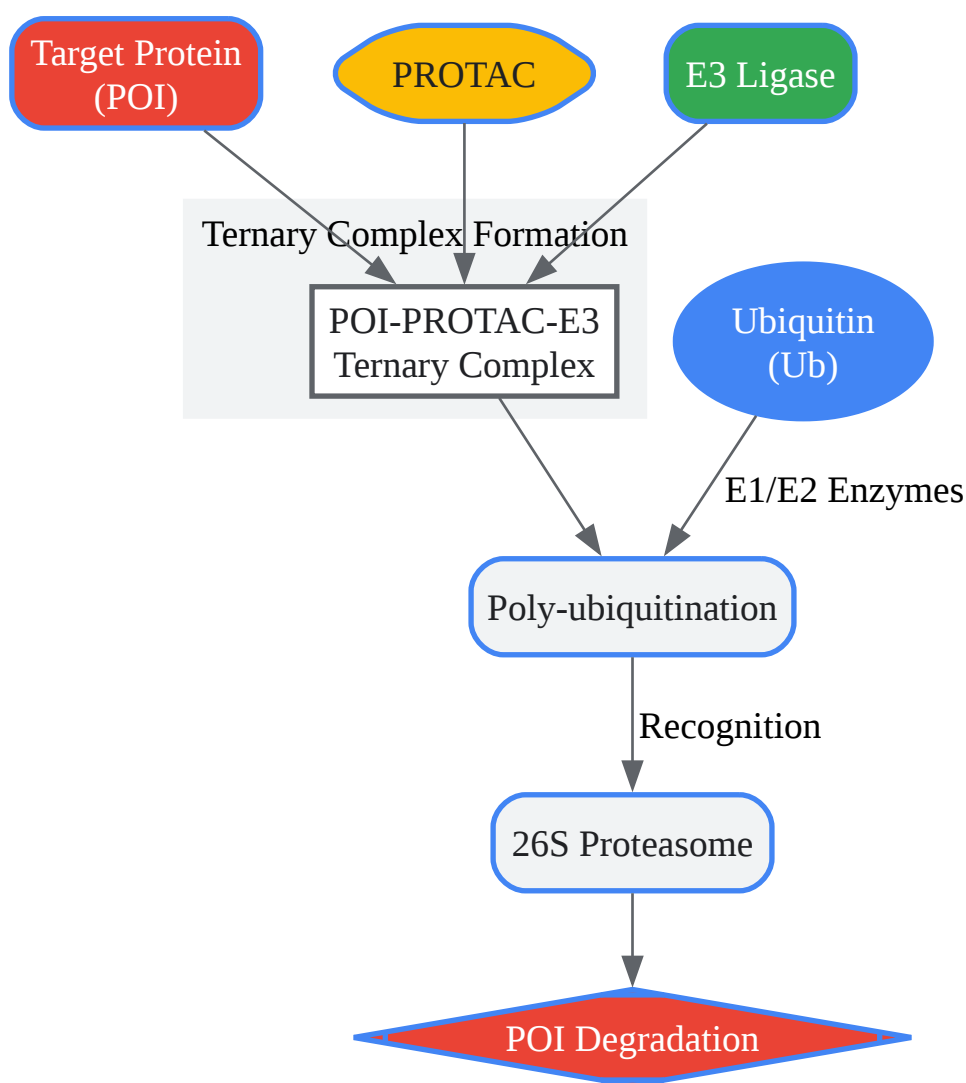 Target Protein
(POI)
PROTAC
E3 Ligase
Ternary Complex Formation
POI-PROTAC-E3
Ternary Complex
Ubiquitin
(Ub)
E1/E2 Enzymes
Poly-ubiquitination
Recognition
26S Proteasome
POI Degradation